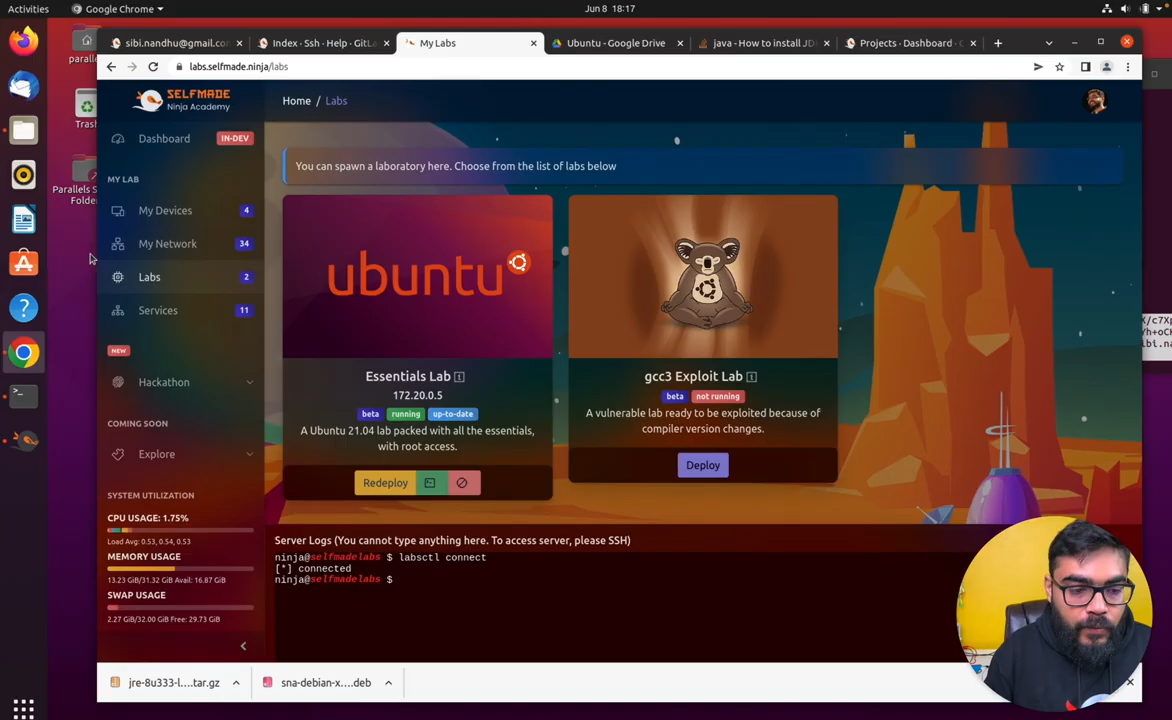 Activities
Google Chrome
Jun 8 18:17
parall
Trash
Parallels S
Folder
sibi.nandhu@gmail.co
Index · Ssh · Help · GitLa
My Labs
Ubuntu - Google Drive
java - How to install JD
Projects · Dashboard · C
labs.selfmade.ninja/labs
SELFMADE
Ninja Academy
Home / Labs
Dashboard
IN-DEV
You can spawn a laboratory here. Choose from the list of labs below
MY LAB
My Devices
4
My Network
34
Labs
2
Services
11
NEW
Hackathon
COMING SOON
Explore
SYSTEM UTILIZATION
CPU USAGE: 1.75%
Load Avg: 0.53, 0.54, 0.53
MEMORY USAGE
13.23 GiB/31.32 GiB Avail: 16.87 GiB
SWAP USAGE
2.27 GiB/32.00 GiB Free: 29.73 GiB
ubuntu
Essentials Lab
172.20.0.5
beta running up-to-date
A Ubuntu 21.04 lab packed with all the essentials,
with root access.
Redeploy
gcc3 Exploit Lab
beta not running
A vulnerable lab ready to be exploited because of
compiler version changes.
Deploy
Server Logs (You cannot type anything here. To access server, please SSH)
ninja@selfmadelabs $ labsctl connect
[*] connected
ninja@selfmadelabs $
X/c7Xp
ibi.na
jre-8u333-l....tar.gz
sna-debian-x....deb